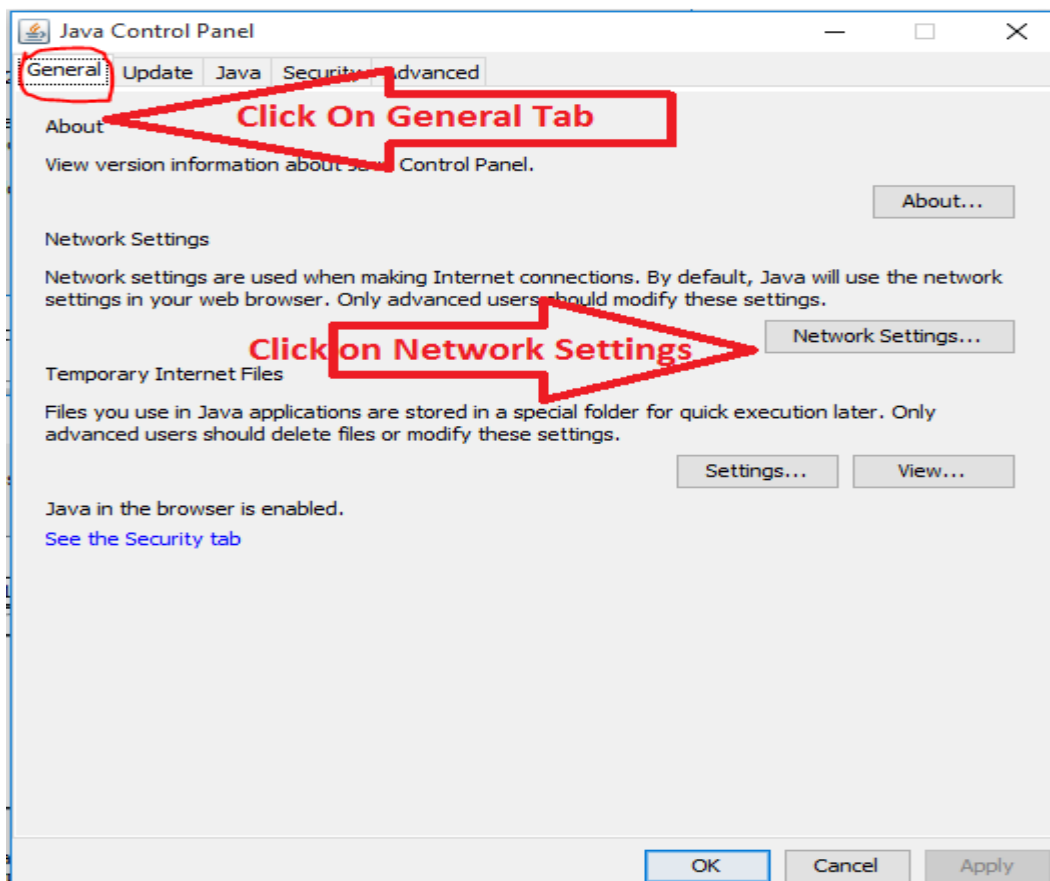 Java Control Panel
General Update Java Security Advanced
Click On General Tab
About
View version information about Java Control Panel.
About...
Network Settings
Network settings are used when making Internet connections. By default, Java will use the network
settings in your web browser. Only advanced users should modify these settings.
Network Settings...
Click on Network Settings
Temporary Internet Files
Files you use in Java applications are stored in a special folder for quick execution later. Only
advanced users should delete files or modify these settings.
Settings... View...
Java in the browser is enabled.
See the Security tab
OK Cancel Apply